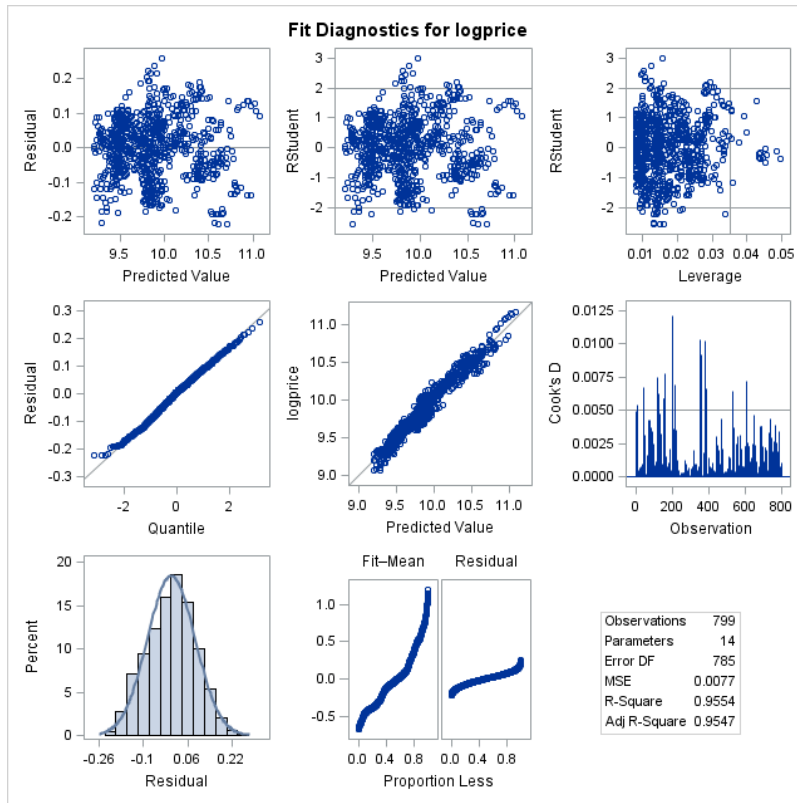 Fit Diagnostics for logprice
0.2
0.1
0.0
-0.1
-0.2
Residual
9.5 10.0 10.5 11.0
Predicted Value
3
2
1
0
-1
-2
RStudent
9.5 10.0 10.5 11.0
Predicted Value
3
2
1
0
-1
-2
RStudent
0.01 0.02 0.03 0.04 0.05
Leverage
0.3
0.2
0.1
0.0
-0.1
-0.2
-0.3
Residual
-2 0 2
Quantile
11.0
10.5
10.0
9.5
9.0
logprice
9.0 9.5 10.0 10.5 11.0
Predicted Value
0.0125
0.0100
0.0075
0.0050
0.0025
0.0000
Cook's D
0 200 400 600 800
Observation
20
15
10
5
0
Percent
-0.26 -0.1 0.06 0.22
Residual
Fit–Mean Residual
1.0
0.5
0.0
-0.5
0.0 0.4 0.8 0.0 0.4 0.8
Proportion Less
Observations 799
Parameters 14
Error DF 785
MSE 0.0077
R-Square 0.9554
Adj R-Square 0.9547